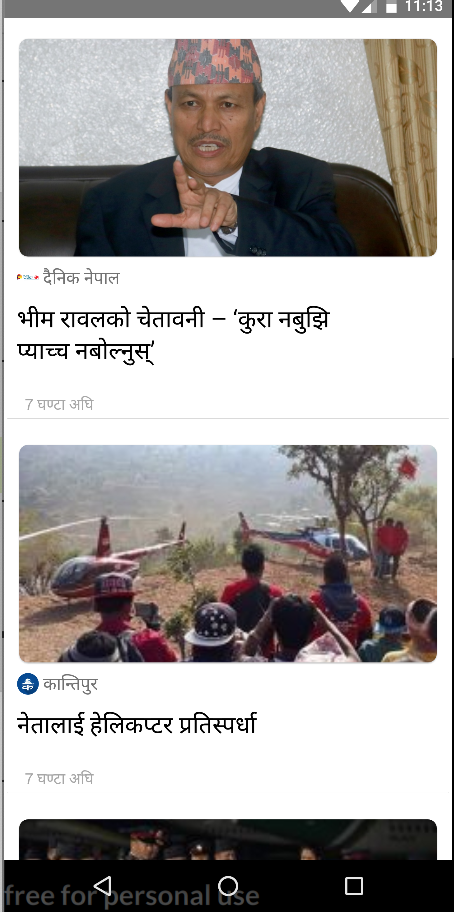 11:13
दैनिक नेपाल
भीम रावलको चेतावनी – ‘कुरा नबुझि
प्याच्च नबोल्नुस्’
7 घण्टा अघि
कान्तिपुर
नेतालाई हेलिकप्टर प्रतिस्पर्धा
7 घण्टा अघि
free for personal use